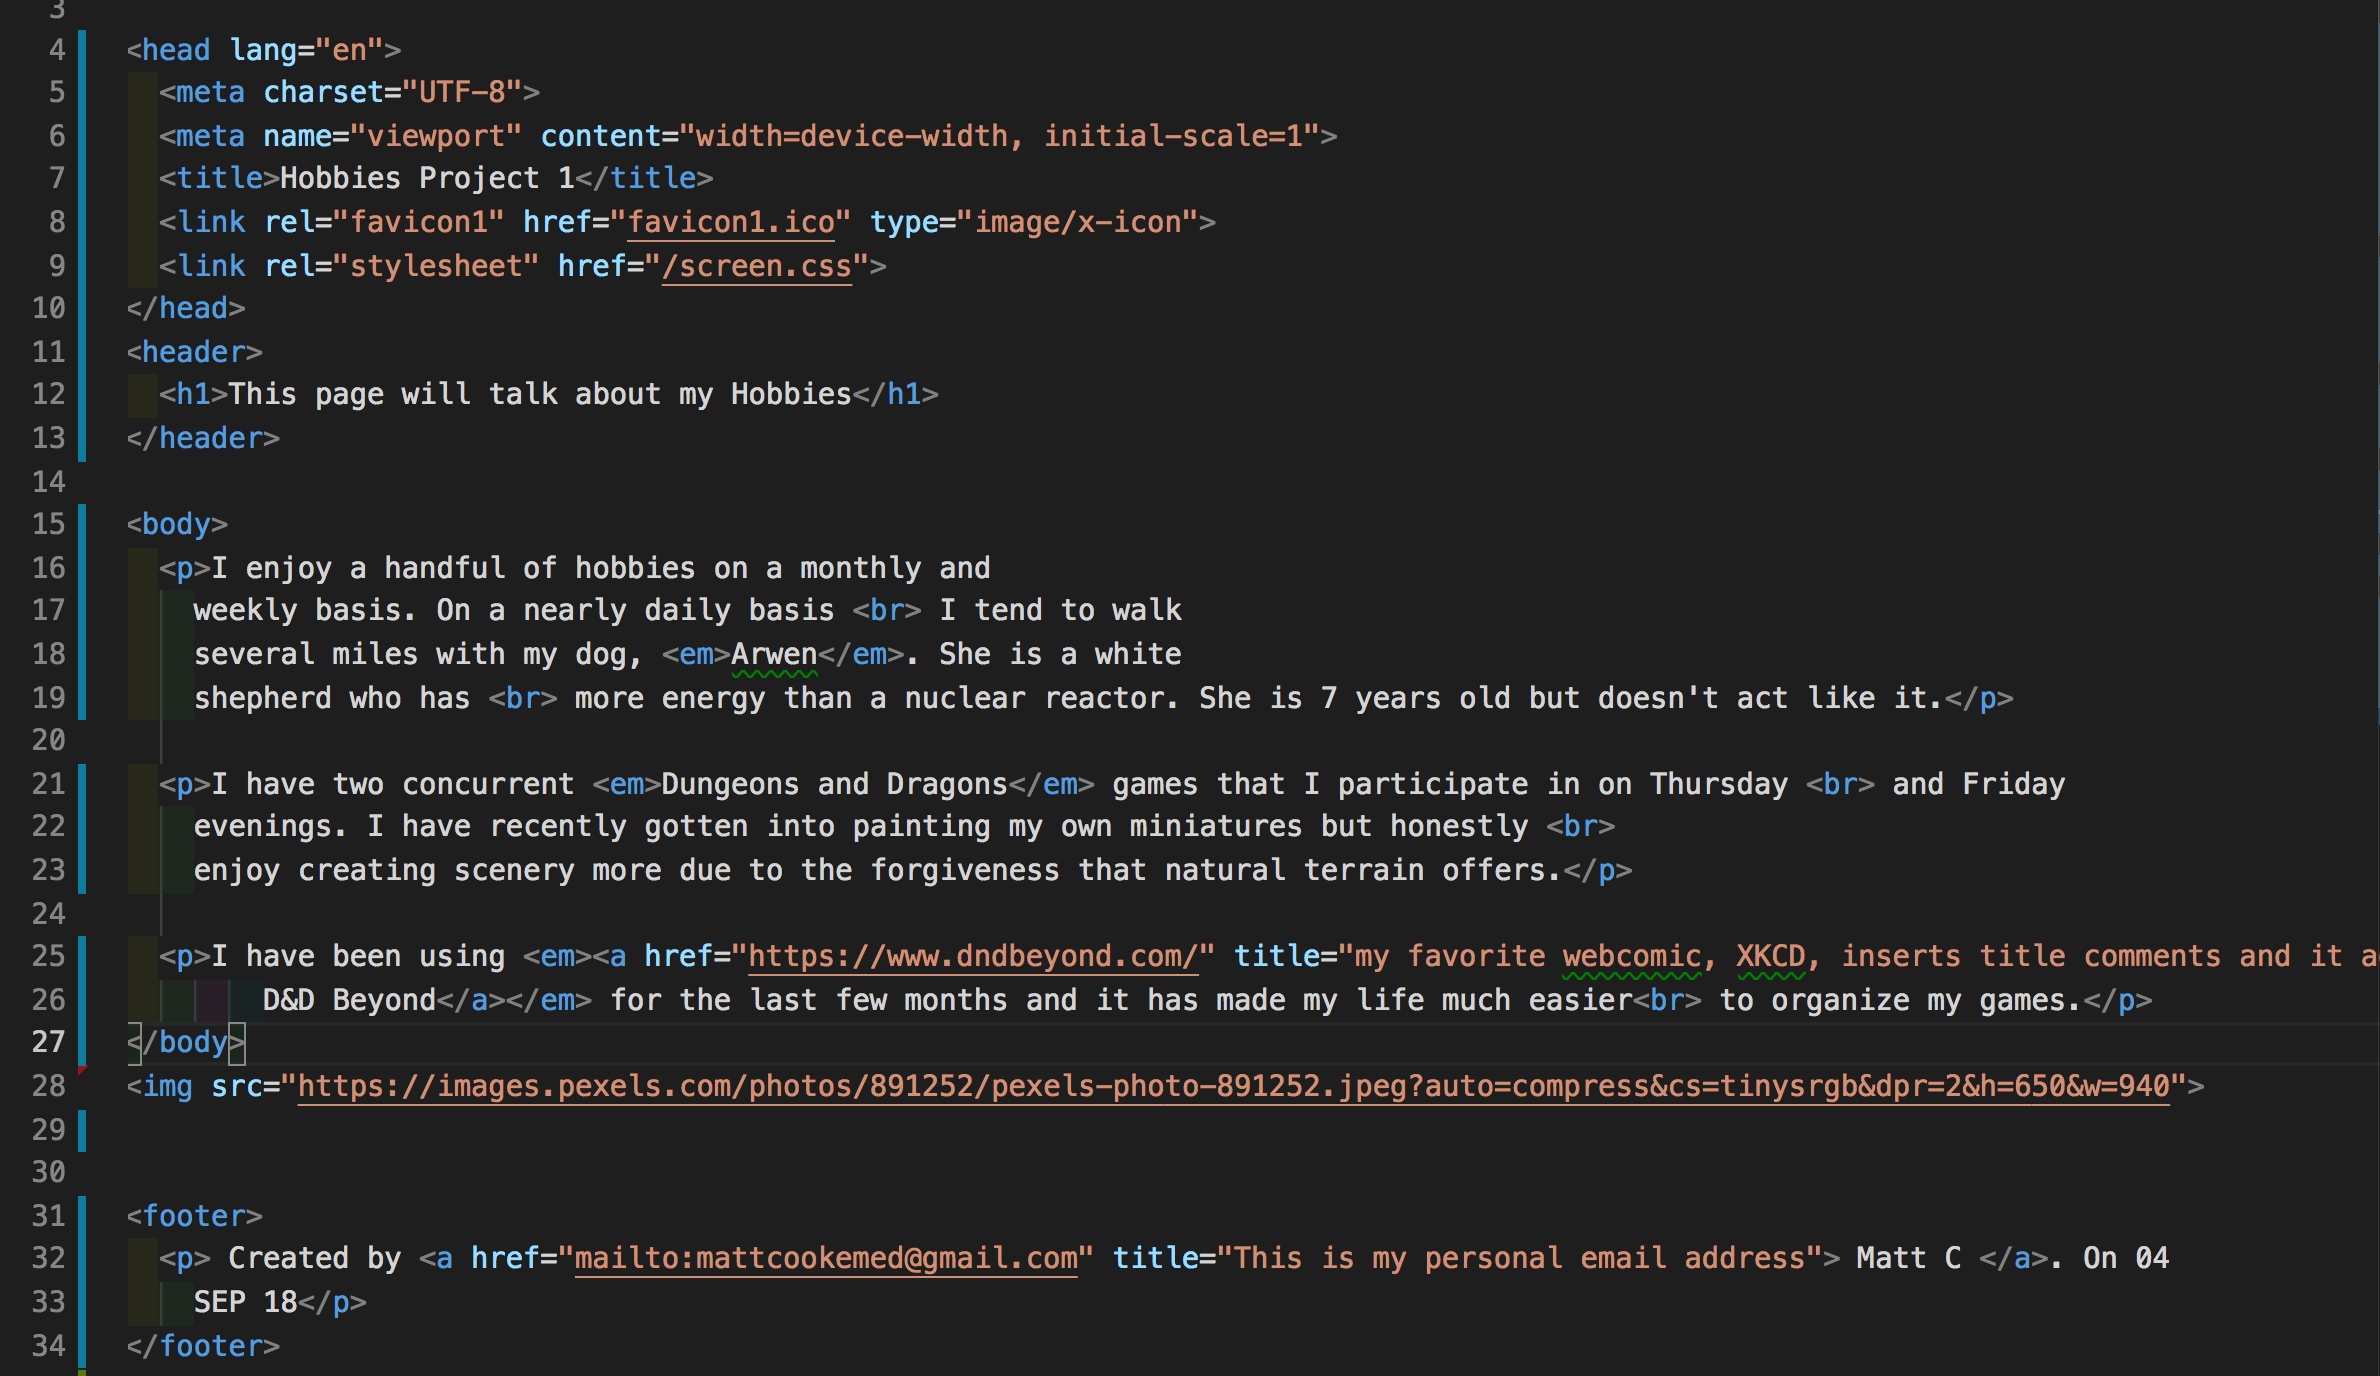 3
4 <head lang="en">
5 <meta charset="UTF-8">
6 <meta name="viewport" content="width=device-width, initial-scale=1">
7 <title>Hobbies Project 1</title>
8 <link rel="favicon1" href="favicon1.ico" type="image/x-icon">
9 <link rel="stylesheet" href="/screen.css">
10 </head>
11 <header>
12 <h1>This page will talk about my Hobbies</h1>
13 </header>
14
15 <body>
16 <p>I enjoy a handful of hobbies on a monthly and
17 weekly basis. On a nearly daily basis <br> I tend to walk
18 several miles with my dog, <em>Arwen</em>. She is a white
19 shepherd who has <br> more energy than a nuclear reactor. She is 7 years old but doesn't act like it.</p>
20
21 <p>I have two concurrent <em>Dungeons and Dragons</em> games that I participate in on Thursday <br> and Friday
22 evenings. I have recently gotten into painting my own miniatures but honestly <br>
23 enjoy creating scenery more due to the forgiveness that natural terrain offers.</p>
24
25 <p>I have been using <em><a href="https://www.dndbeyond.com/" title="my favorite webcomic, XKCD, inserts title comments and it a
26 D&D Beyond</a></em> for the last few months and it has made my life much easier<br> to organize my games.</p>
27 </body>
28 <img src="https://images.pexels.com/photos/891252/pexels-photo-891252.jpeg?auto=compress&cs=tinysrgb&dpr=2&h=650&w=940">
29
30
31 <footer>
32 <p> Created by <a href="mailto:mattcookemed@gmail.com" title="This is my personal email address"> Matt C </a>. On 04
33 SEP 18</p>
34 </footer>